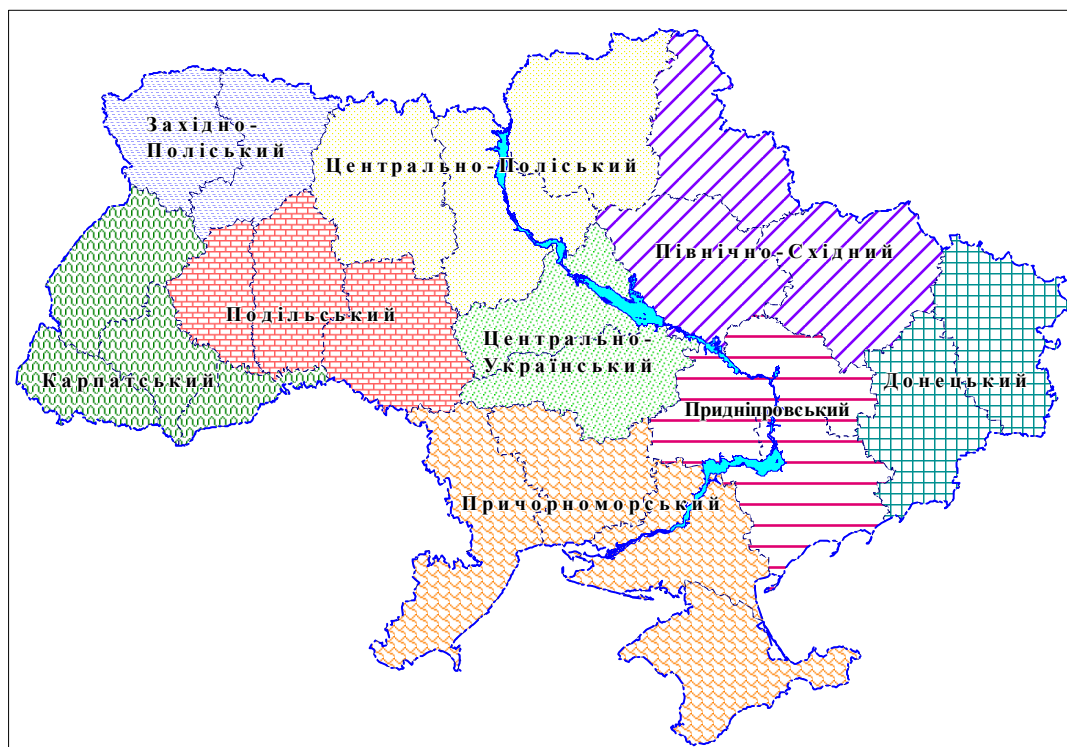 Західно-
Поліський
Центрально-Поліський
Північно-Східний
Подільський
Центрально-
Український
Карпатський
Донецький
Придніпровський
Причорноморський